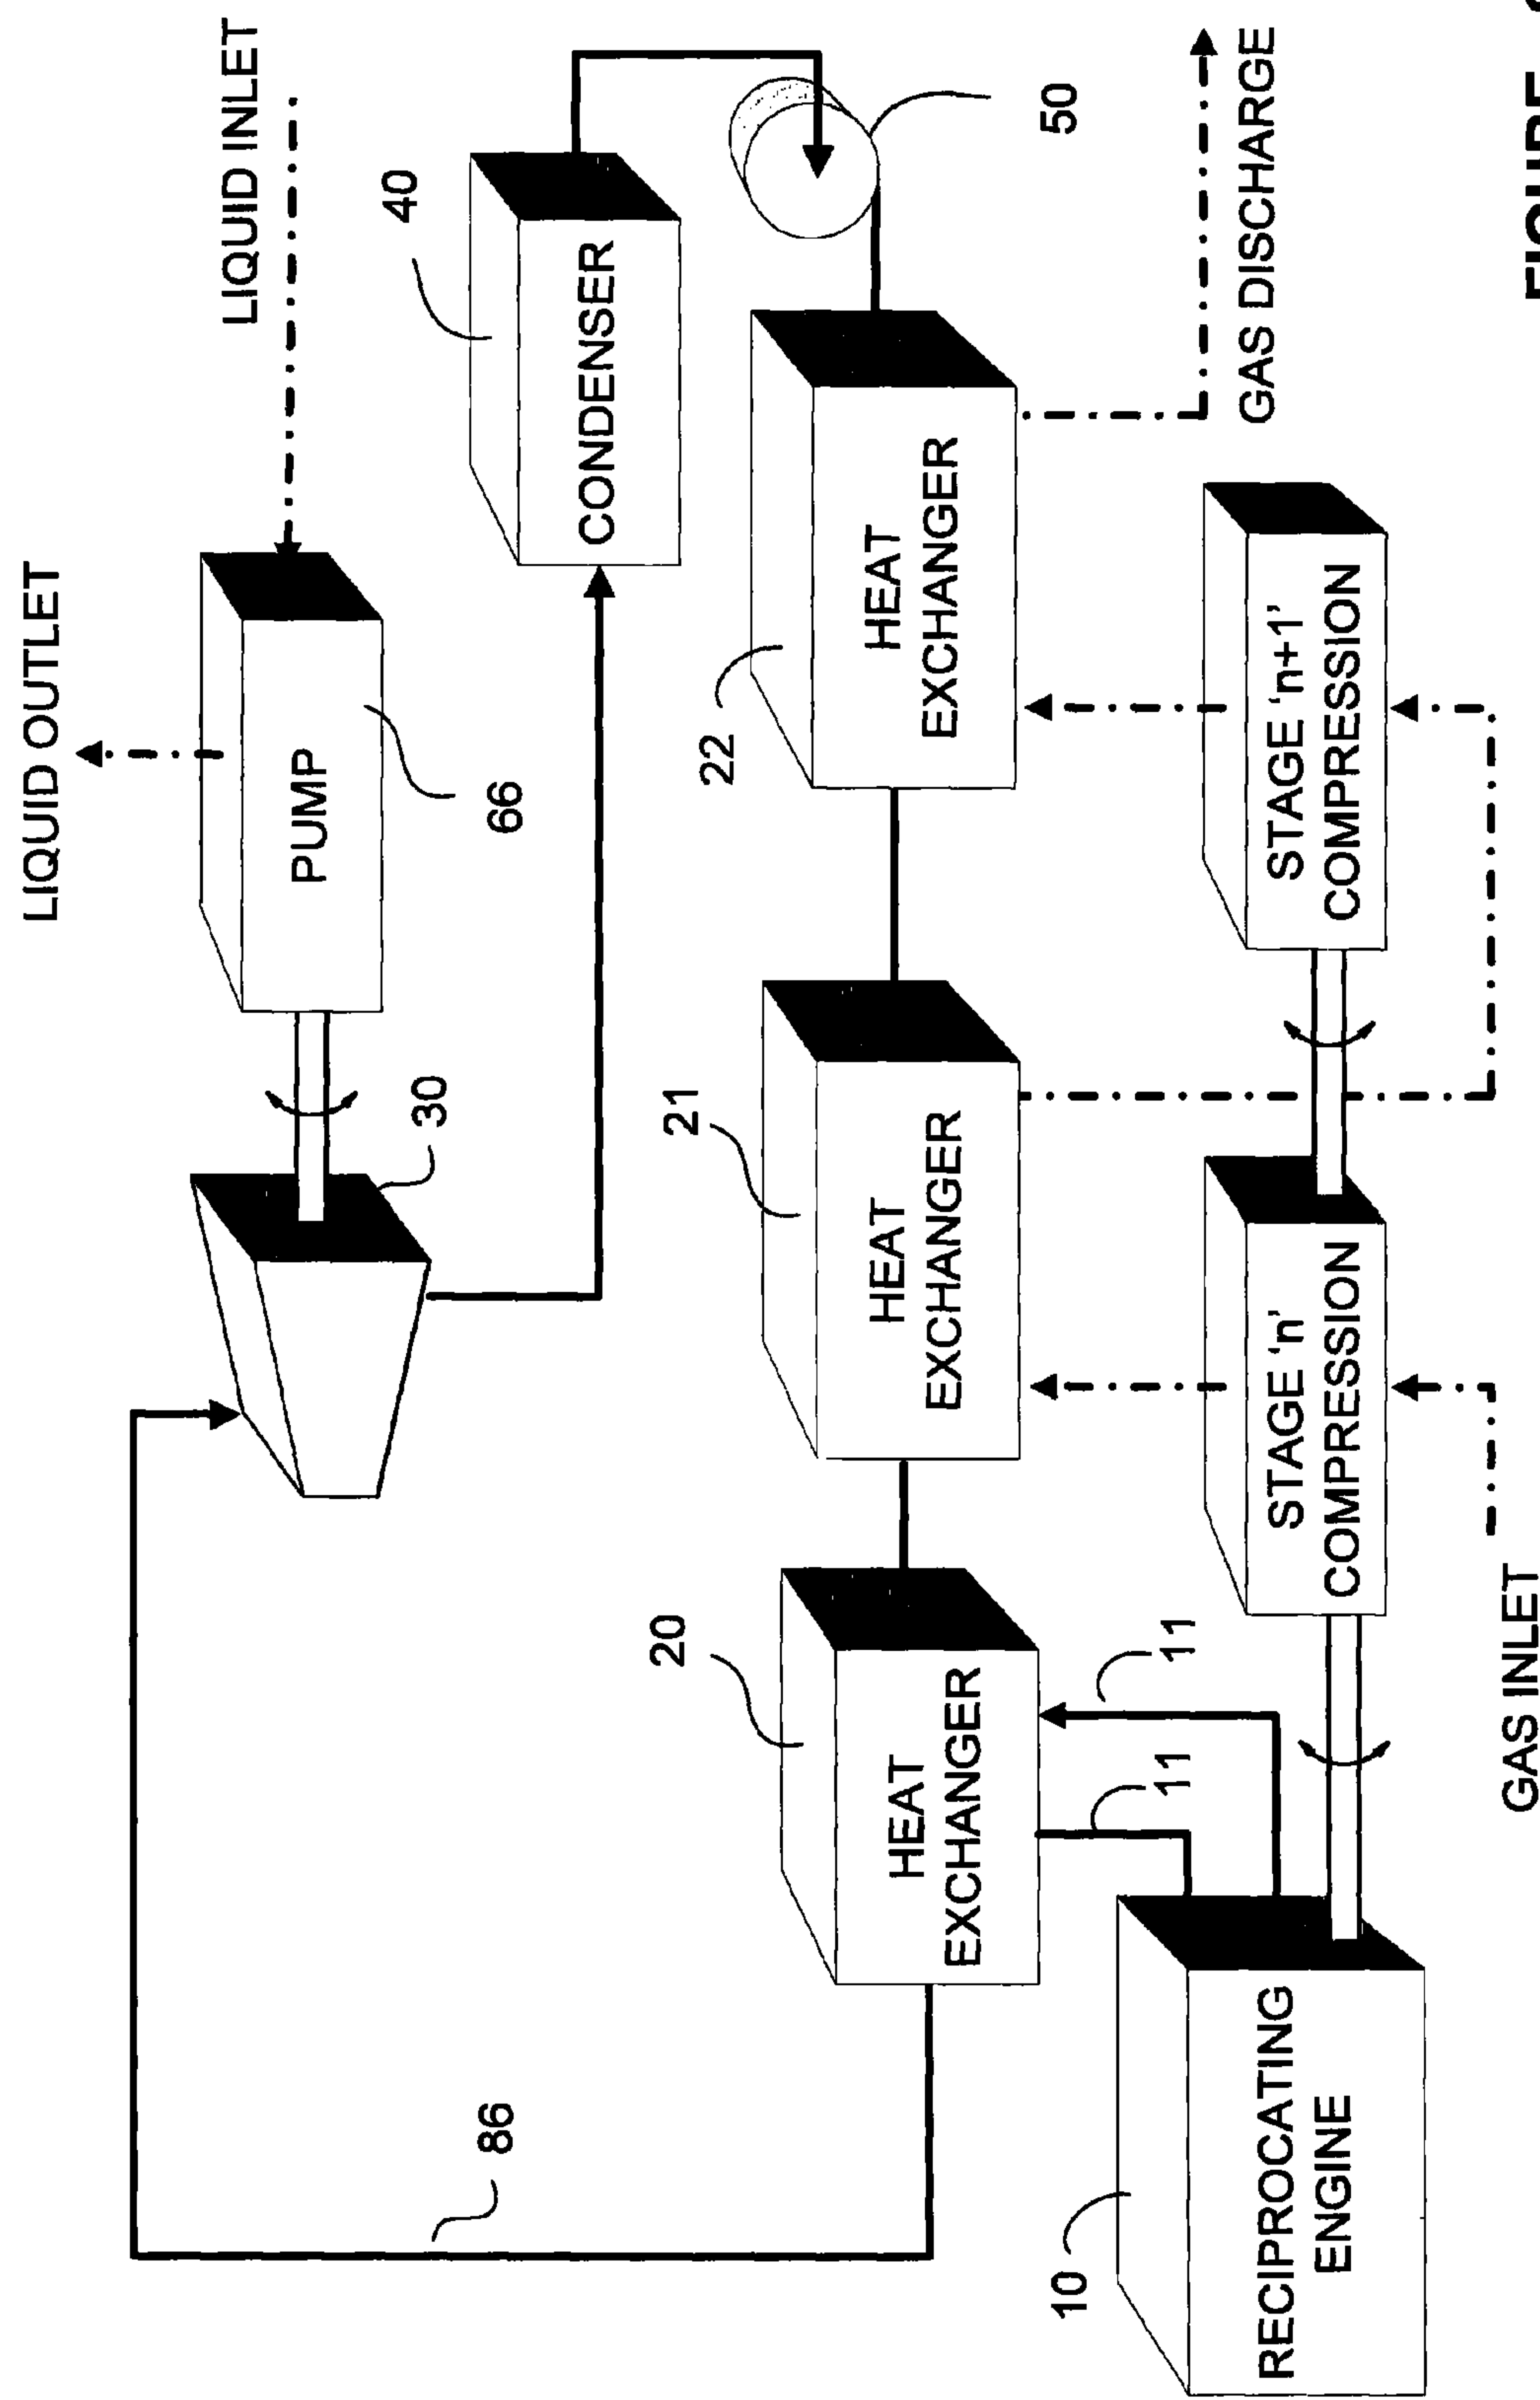 LIQUID OUTLET
LIQUID INLET
PUMP
66
30
40
CONDENSER
86
50
20
HEAT
EXCHANGER
21
HEAT
EXCHANGER
22
HEAT
EXCHANGER
11
11
10
RECIPROCATING
ENGINE
STAGE ‘n’
COMPRESSION
STAGE ‘n+1’
COMPRESSION
GAS DISCHARGE
GAS INLET
FIGURE